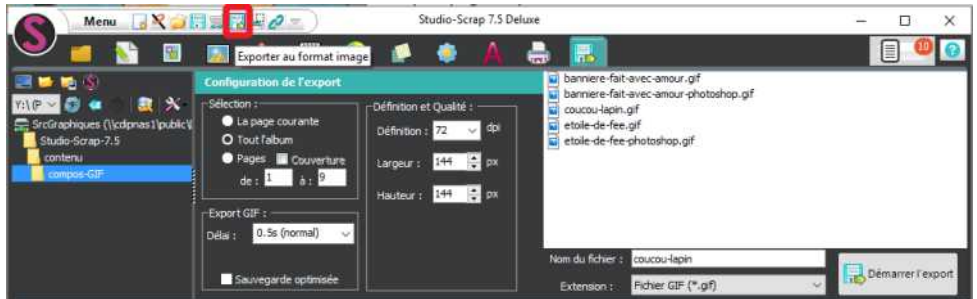 Menu
Studio-Scrap 7.5 Deluxe
Exporter au format image
10
Configuration de l'export
Y:\(P
SrcGraphiques (\\cdpnas1\public\
Studio-Scrap-7.5
contenu
compos-GIF
Sélection :
La page courante
Tout l'album
Pages Couverture
de : 1 à : 9
Export GIF :
Délai : 0.5s (normal)
Sauvegarde optimisée
Définition et Qualité :
Définition : 72 dpi
Largeur : 144 px
Hauteur : 144 px
banniere-fait-avec-amour.gif
banniere-fait-avec-amour-photoshop.gif
coucou-lapin.gif
etoile-de-fee.gif
etoile-de-fee-photoshop.gif
Nom du fichier : coucou-lapin
Extension : Fichier GIF (*.gif)
Démarrer l'export